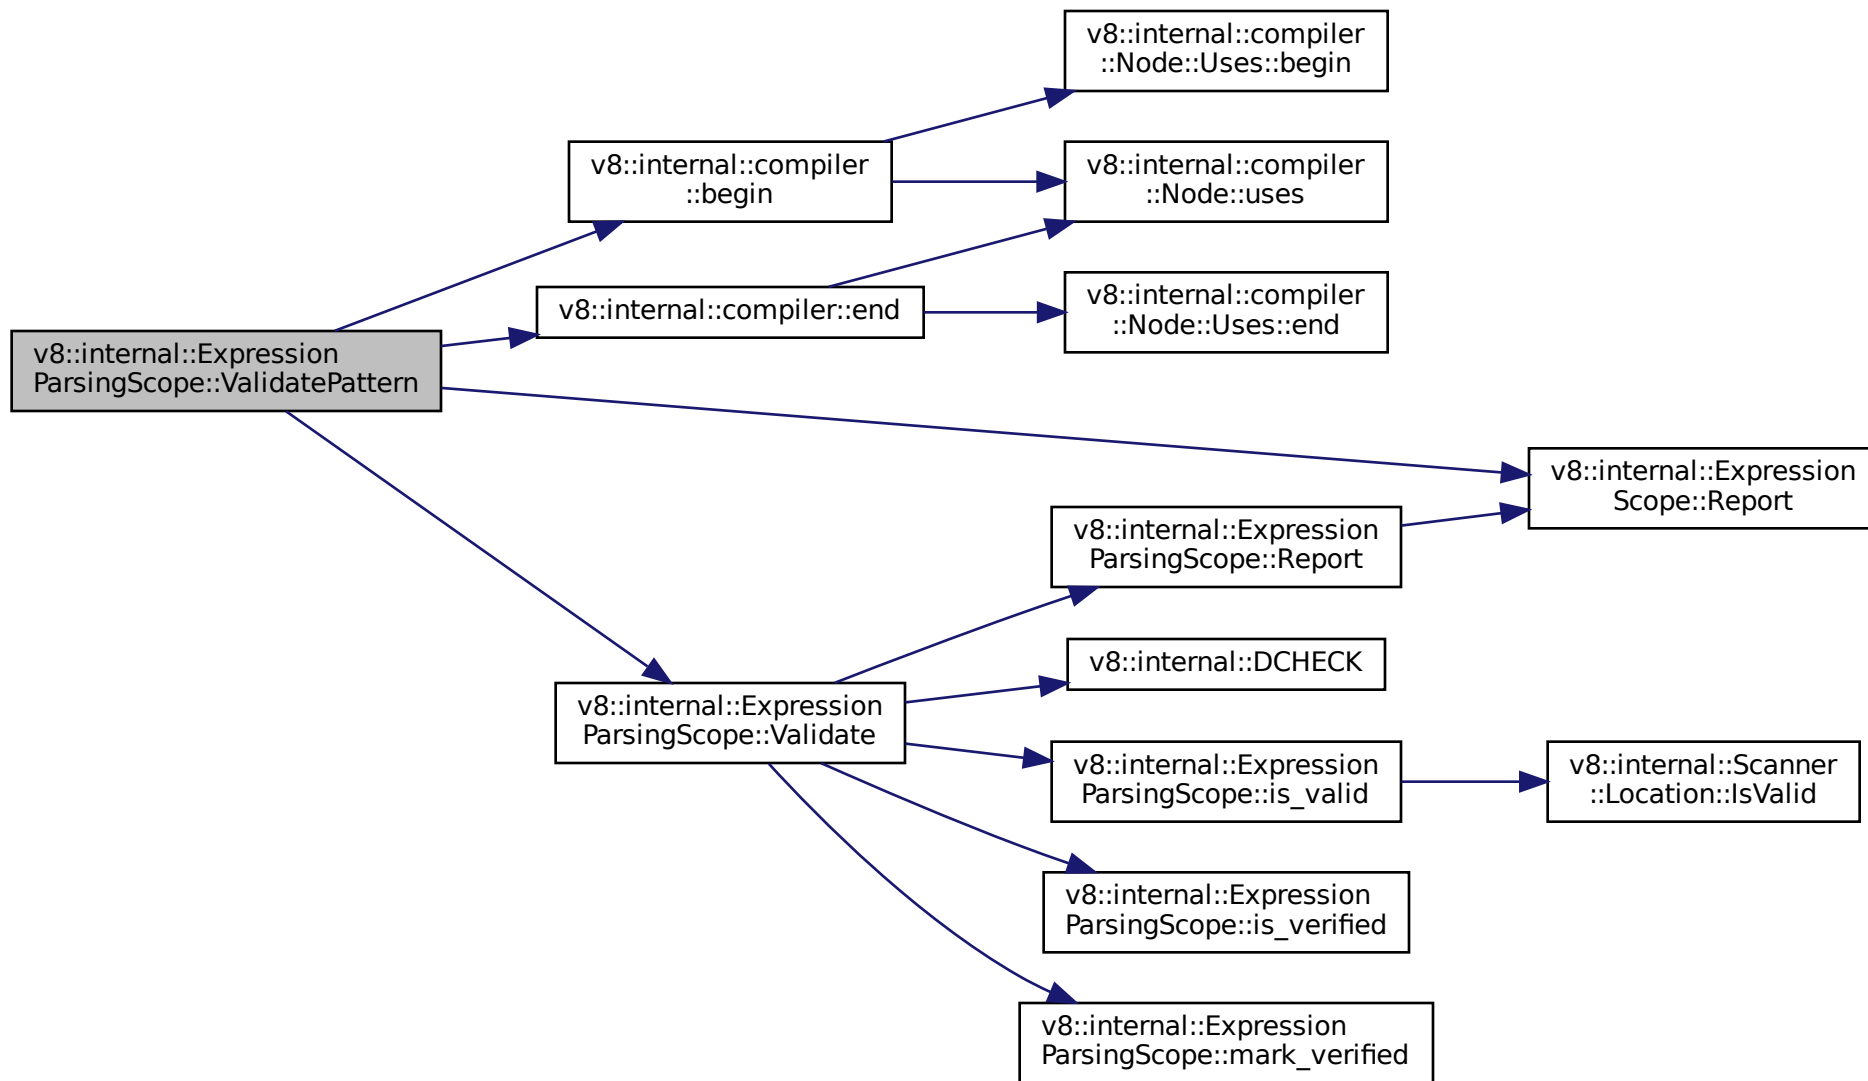 v8::internal::compiler
::Node::Uses::begin
v8::internal::compiler
::begin
v8::internal::compiler
::Node::uses
v8::internal::compiler::end
v8::internal::compiler
::Node::Uses::end
v8::internal::Expression
ParsingScope::ValidatePattern
v8::internal::Expression
Scope::Report
v8::internal::Expression
ParsingScope::Report
v8::internal::DCHECK
v8::internal::Expression
ParsingScope::Validate
v8::internal::Expression
ParsingScope::is_valid
v8::internal::Scanner
::Location::IsValid
v8::internal::Expression
ParsingScope::is_verified
v8::internal::Expression
ParsingScope::mark_verified